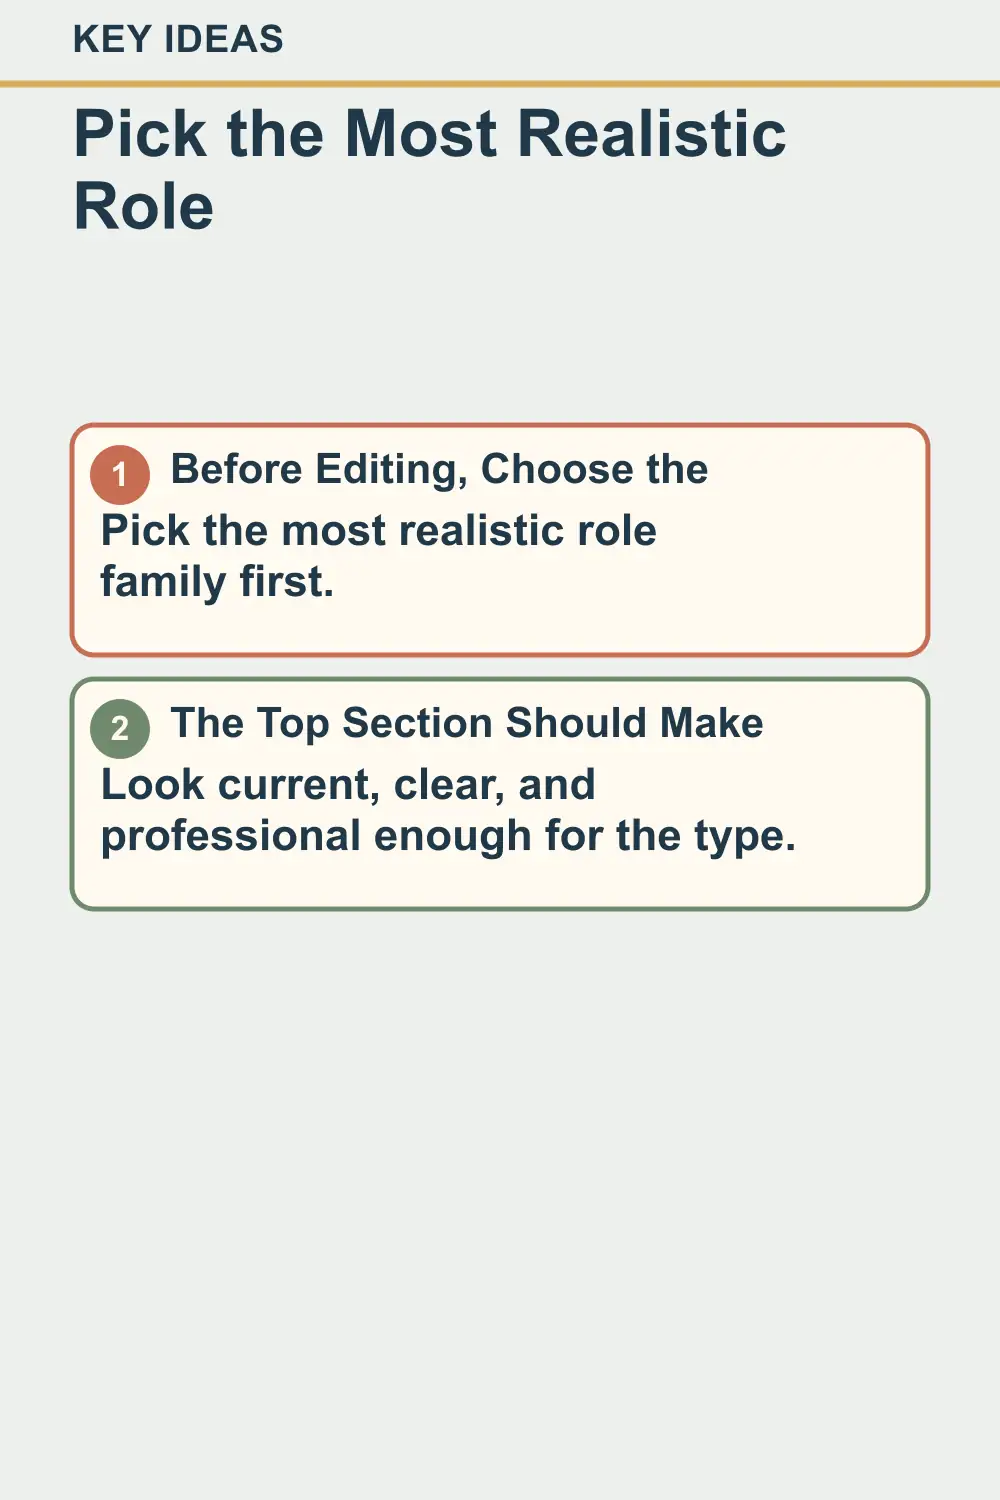 KEY IDEAS
Pick the Most Realistic
Role
1 Before Editing, Choose the
Pick the most realistic role
family first.
2 The Top Section Should Make
Look current, clear, and
professional enough for the type.